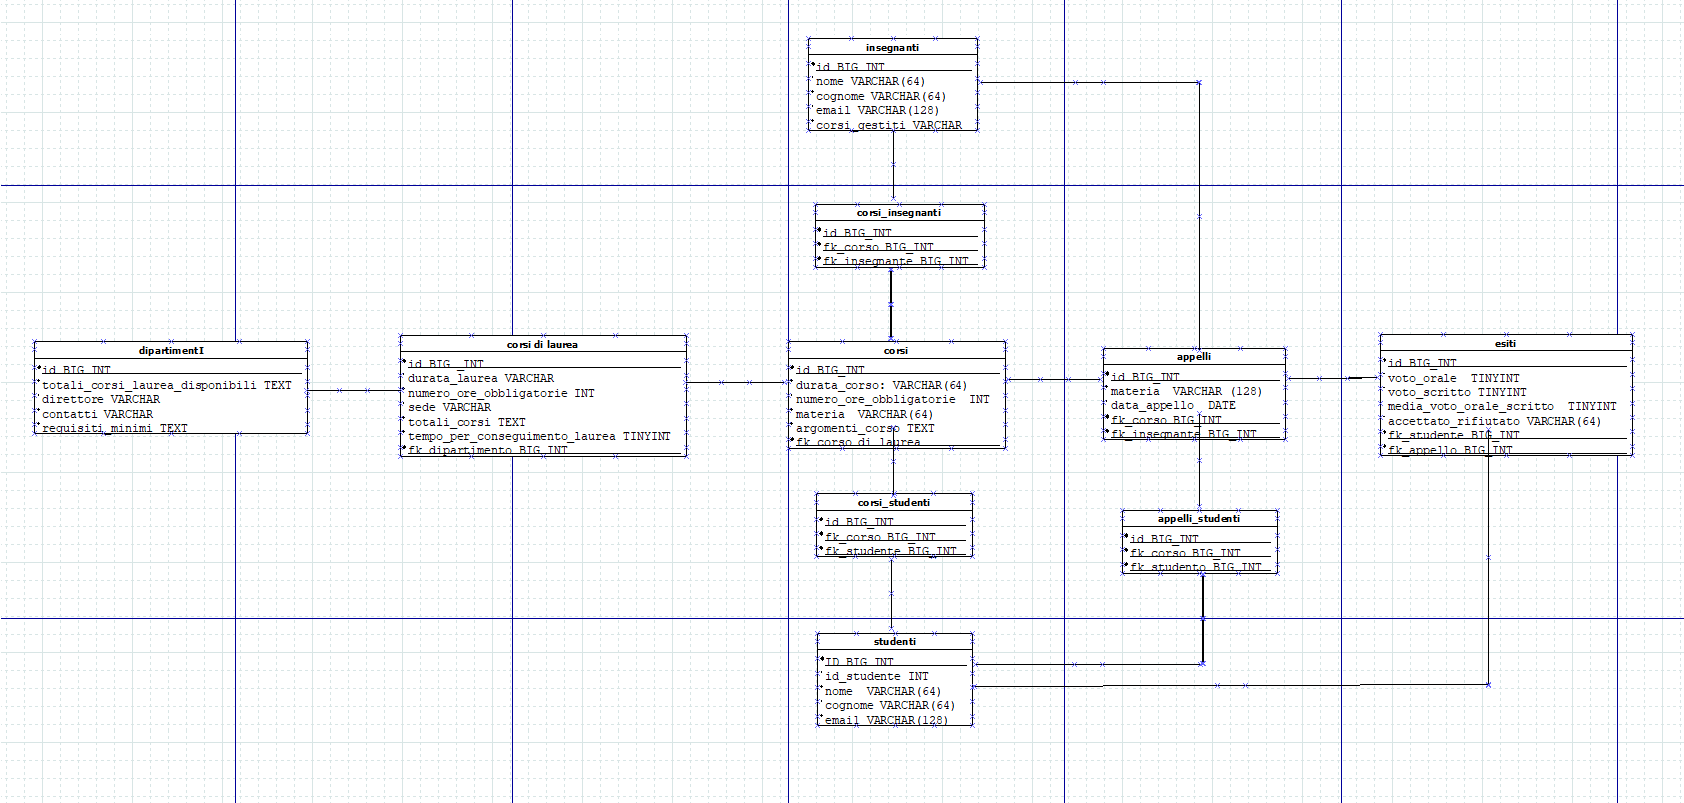 insegnanti
id BIG_INT
nome VARCHAR(64)
cognome VARCHAR(64)
email VARCHAR(128)
corsi_gestiti VARCHAR
corsi_insegnanti
id BIG_INT
fk_corso BIG_INT
fk_insegnante BIG_INT
dipartimentI
id BIG_INT
totali_corsi_laurea_disponibili TEXT
direttore VARCHAR
contatti VARCHAR
requisiti_minimi TEXT
corsi di laurea
id BIG _INT
durata_laurea VARCHAR
numero_ore_obbligatorie INT
sede VARCHAR
totali_corsi TEXT
tempo_per_conseguimento_laurea TINYINT
fk_dipartimento BIG_INT
corsi
id BIG_INT
durata_corso: VARCHAR(64)
numero_ore_obbligatorie INT
materia VARCHAR(64)
argomenti_corso TEXT
fk_corso_di_laurea
appelli
id BIG_INT
materia VARCHAR (128)
data_appello DATE
fk_corso BIG_INT
fk_insegnante BIG_INT
esiti
id BIG_INT
voto_orale TINYINT
voto_scritto TINYINT
media_voto_orale_scritto TINYINT
accettato_rifiutato VARCHAR(64)
fk_studente BIG_INT
fk_appello BIG_INT
corsi_studenti
id BIG_INT
fk_corso BIG_INT
fk_studente BIG_INT
appelli_studenti
id BIG_INT
fk_corso BIG_INT
fk_studento BIG_INT
studenti
ID BIG_INT
id_studente INT
nome VARCHAR(64)
cognome VARCHAR(64)
email VARCHAR(128)